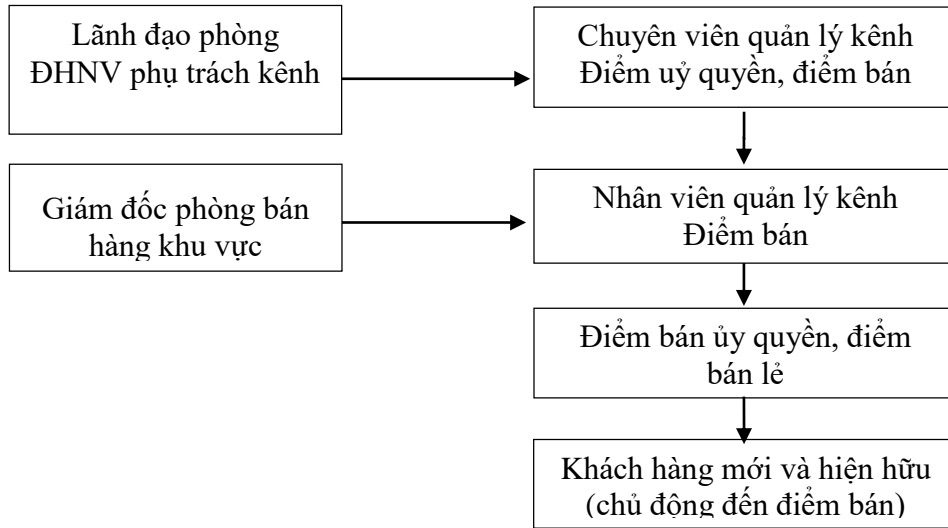 Lãnh đạo phòng
ĐHNV phụ trách kênh
Chuyên viên quản lý kênh
Điểm uỷ quyền, điểm bán
Giám đốc phòng bán
hàng khu vực
Nhân viên quản lý kênh
Điểm bán
Điểm bán ủy quyền, điểm
bán lẻ
Khách hàng mới và hiện hữu
(chủ động đến điểm bán)